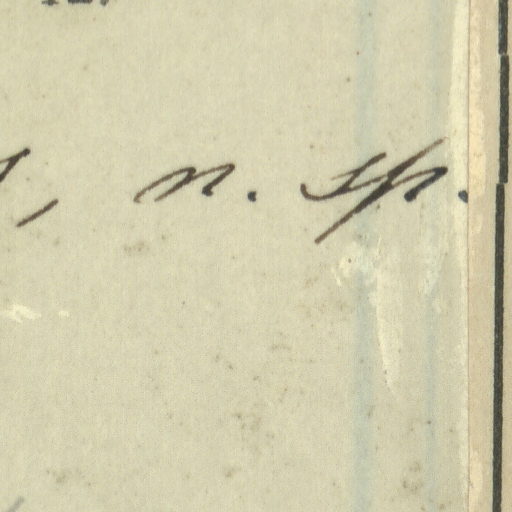 , n. sp.